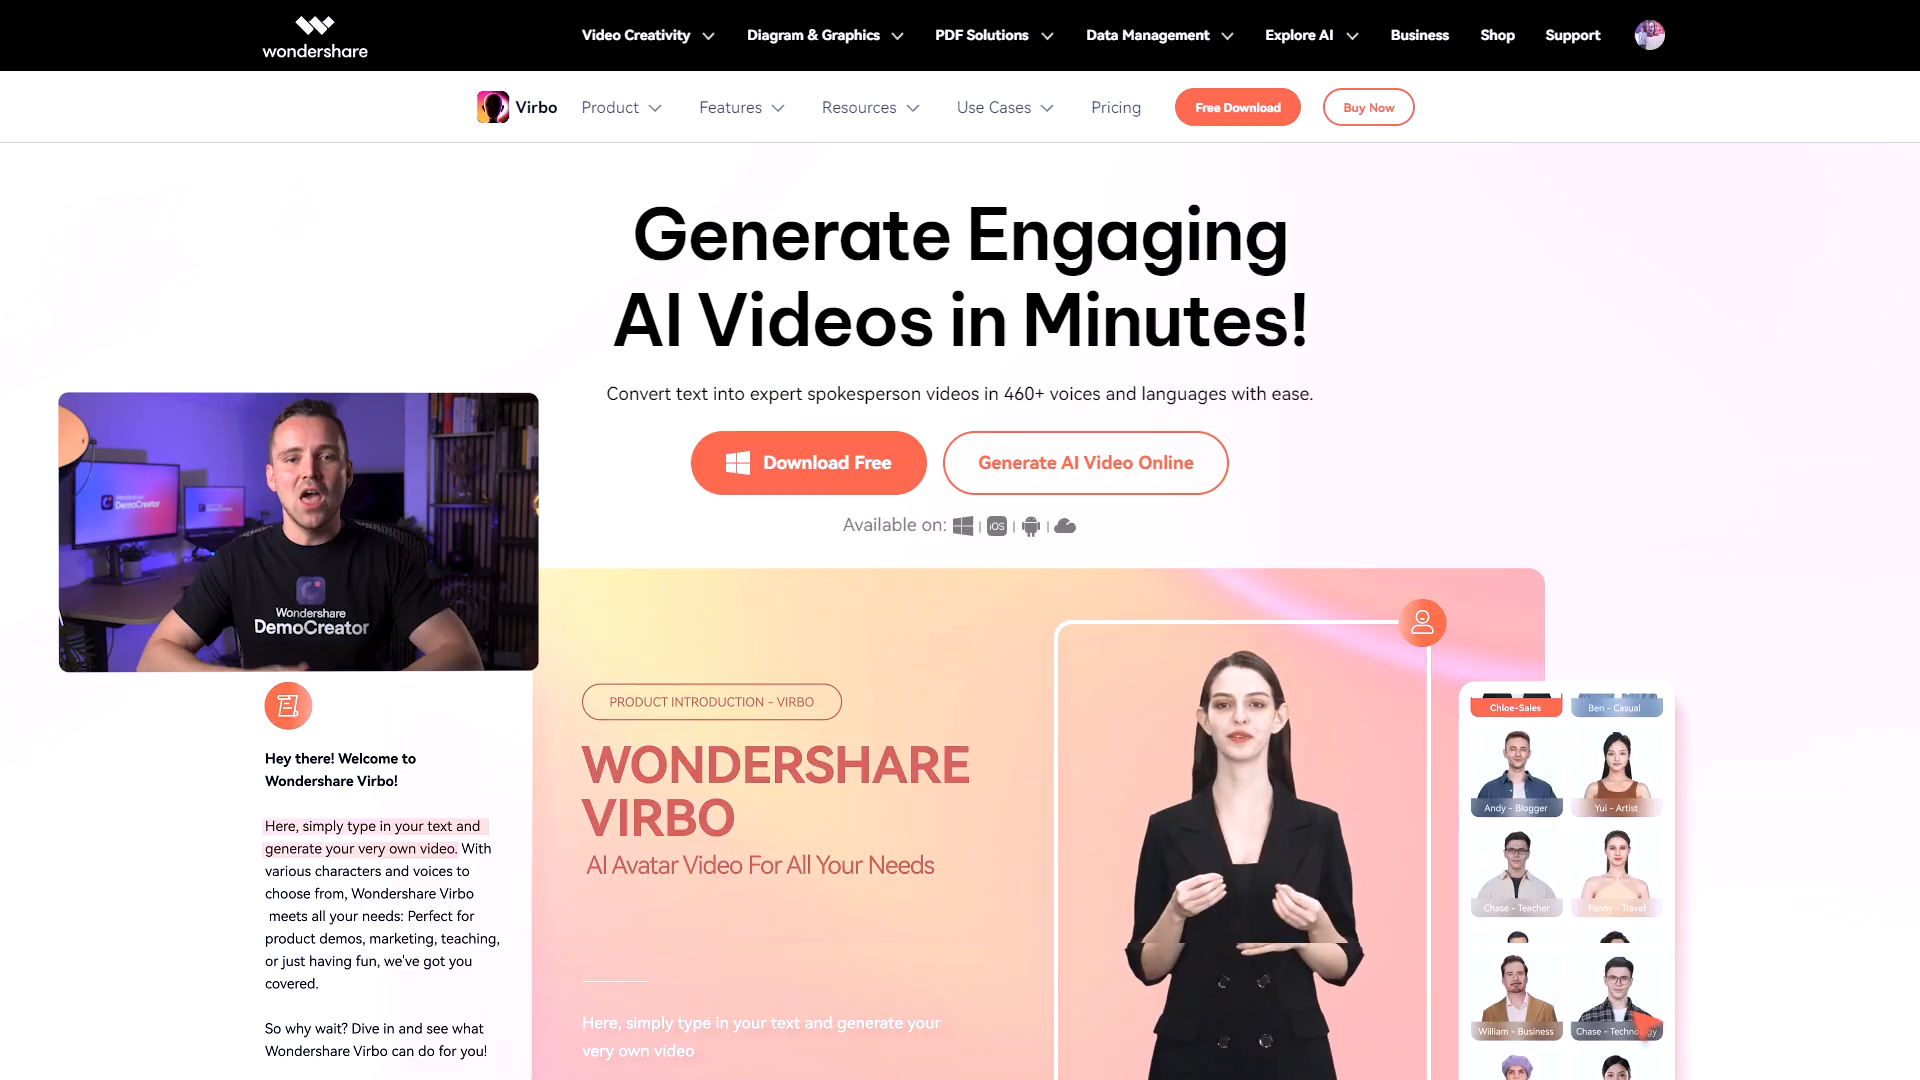 wondershare
Video Creativity
Diagram & Graphics
PDF Solutions
Data Management
Explore AI
Business
Shop
Support
Virbo
Product
Features
Resources
Use Cases
Pricing
Free Download
Buy Now
Generate Engaging
AI Videos in Minutes!
Convert text into expert spokesperson videos in 460+ voices and languages with ease.
Download Free
Generate AI Video Online
Available on: | iOS | |
DemoCreator
Wondershare
DemoCreator
Hey there! Welcome to
Wondershare Virbo!
Here, simply type in your text and
generate your very own video. With
various characters and voices to
choose from, Wondershare Virbo
meets all your needs: Perfect for
product demos, marketing, teaching,
or just having fun, we've got you
covered.
So why wait? Dive in and see what
Wondershare Virbo can do for you!
PRODUCT INTRODUCTION - VIRBO
WONDERSHARE
VIRBO
AI Avatar Video For All Your Needs
Here, simply type in your text and generate your
very own video
Chloe-Sales
Ben - Casual
Andy - Blogger
Yui - Artist
Chase - Teacher
Fanny - Travel
William - Business
Chase - Technology